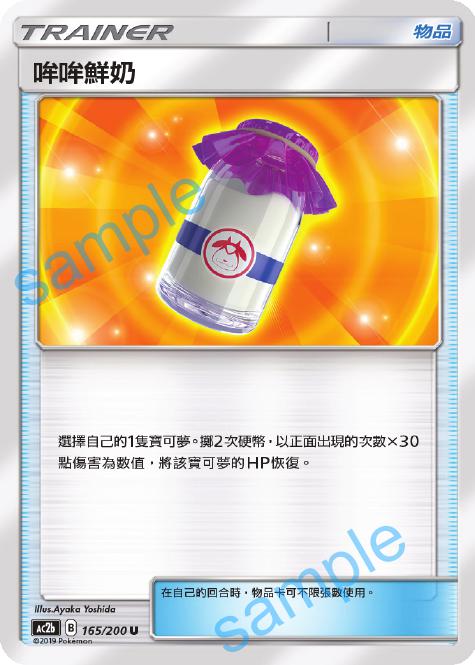 TRAINER
物品
哞哞鮮奶
sample
選擇自己的1隻寶可夢。擲2次硬幣,以正面出現的次數×30
點傷害為數值,將該寶可夢的HP恢復。
sample
在自己的回合時,物品卡可不限張數使用。
Illus.Ayaka Yoshida
AC2b B 165/200 U
©2019 Pokémon